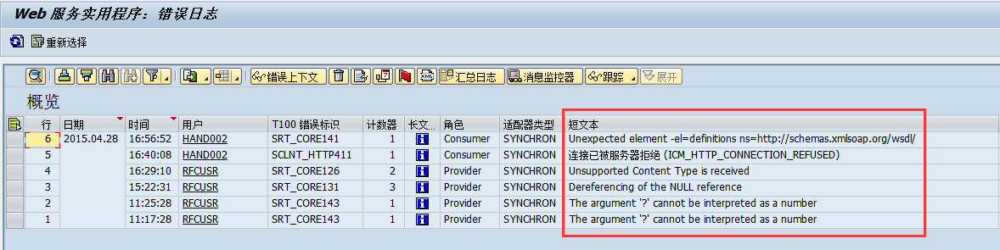 Web 服务实用程序：错误日志
重新选择
错误上下文 汇总日志 消息监控器 跟踪 展开
概览
行 日期 时间 用户 T100 错误标识 计数器 长文... 角色 适配器类型 短文本
6 2015.04.28 16:56:52 HAND002 SRT_CORE141 1 Consumer SYNCHRON Unexpected element -el=definitions ns=http://schemas.xmlsoap.org/wsdl/
5 16:40:08 HAND002 SCLNT_HTTP411 1 Consumer SYNCHRON 连接已被服务器拒绝 (ICM_HTTP_CONNECTION_REFUSED)
4 16:29:10 RFCUSR SRT_CORE126 2 Provider SYNCHRON Unsupported Content Type is received
3 15:22:31 RFCUSR SRT_CORE131 3 Provider SYNCHRON Dereferencing of the NULL reference
2 11:25:28 RFCUSR SRT_CORE143 1 Provider SYNCHRON The argument '?' cannot be interpreted as a number
1 11:17:28 RFCUSR SRT_CORE143 1 Provider SYNCHRON The argument '?' cannot be interpreted as a number